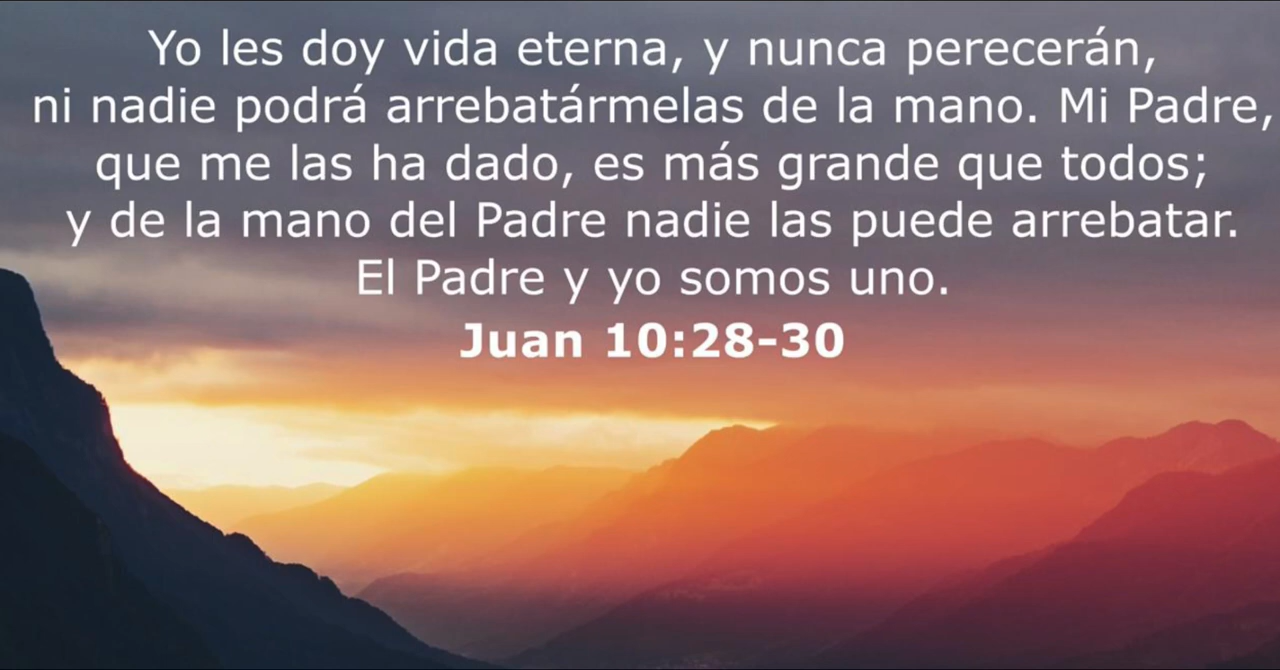 Yo les doy vida eterna, y nunca perecerán,
ni nadie podrá arrebatármelas de la mano. Mi Padre,
que me las ha dado, es más grande que todos;
y de la mano del Padre nadie las puede arrebatar.
El Padre y yo somos uno.
Juan 10:28-30